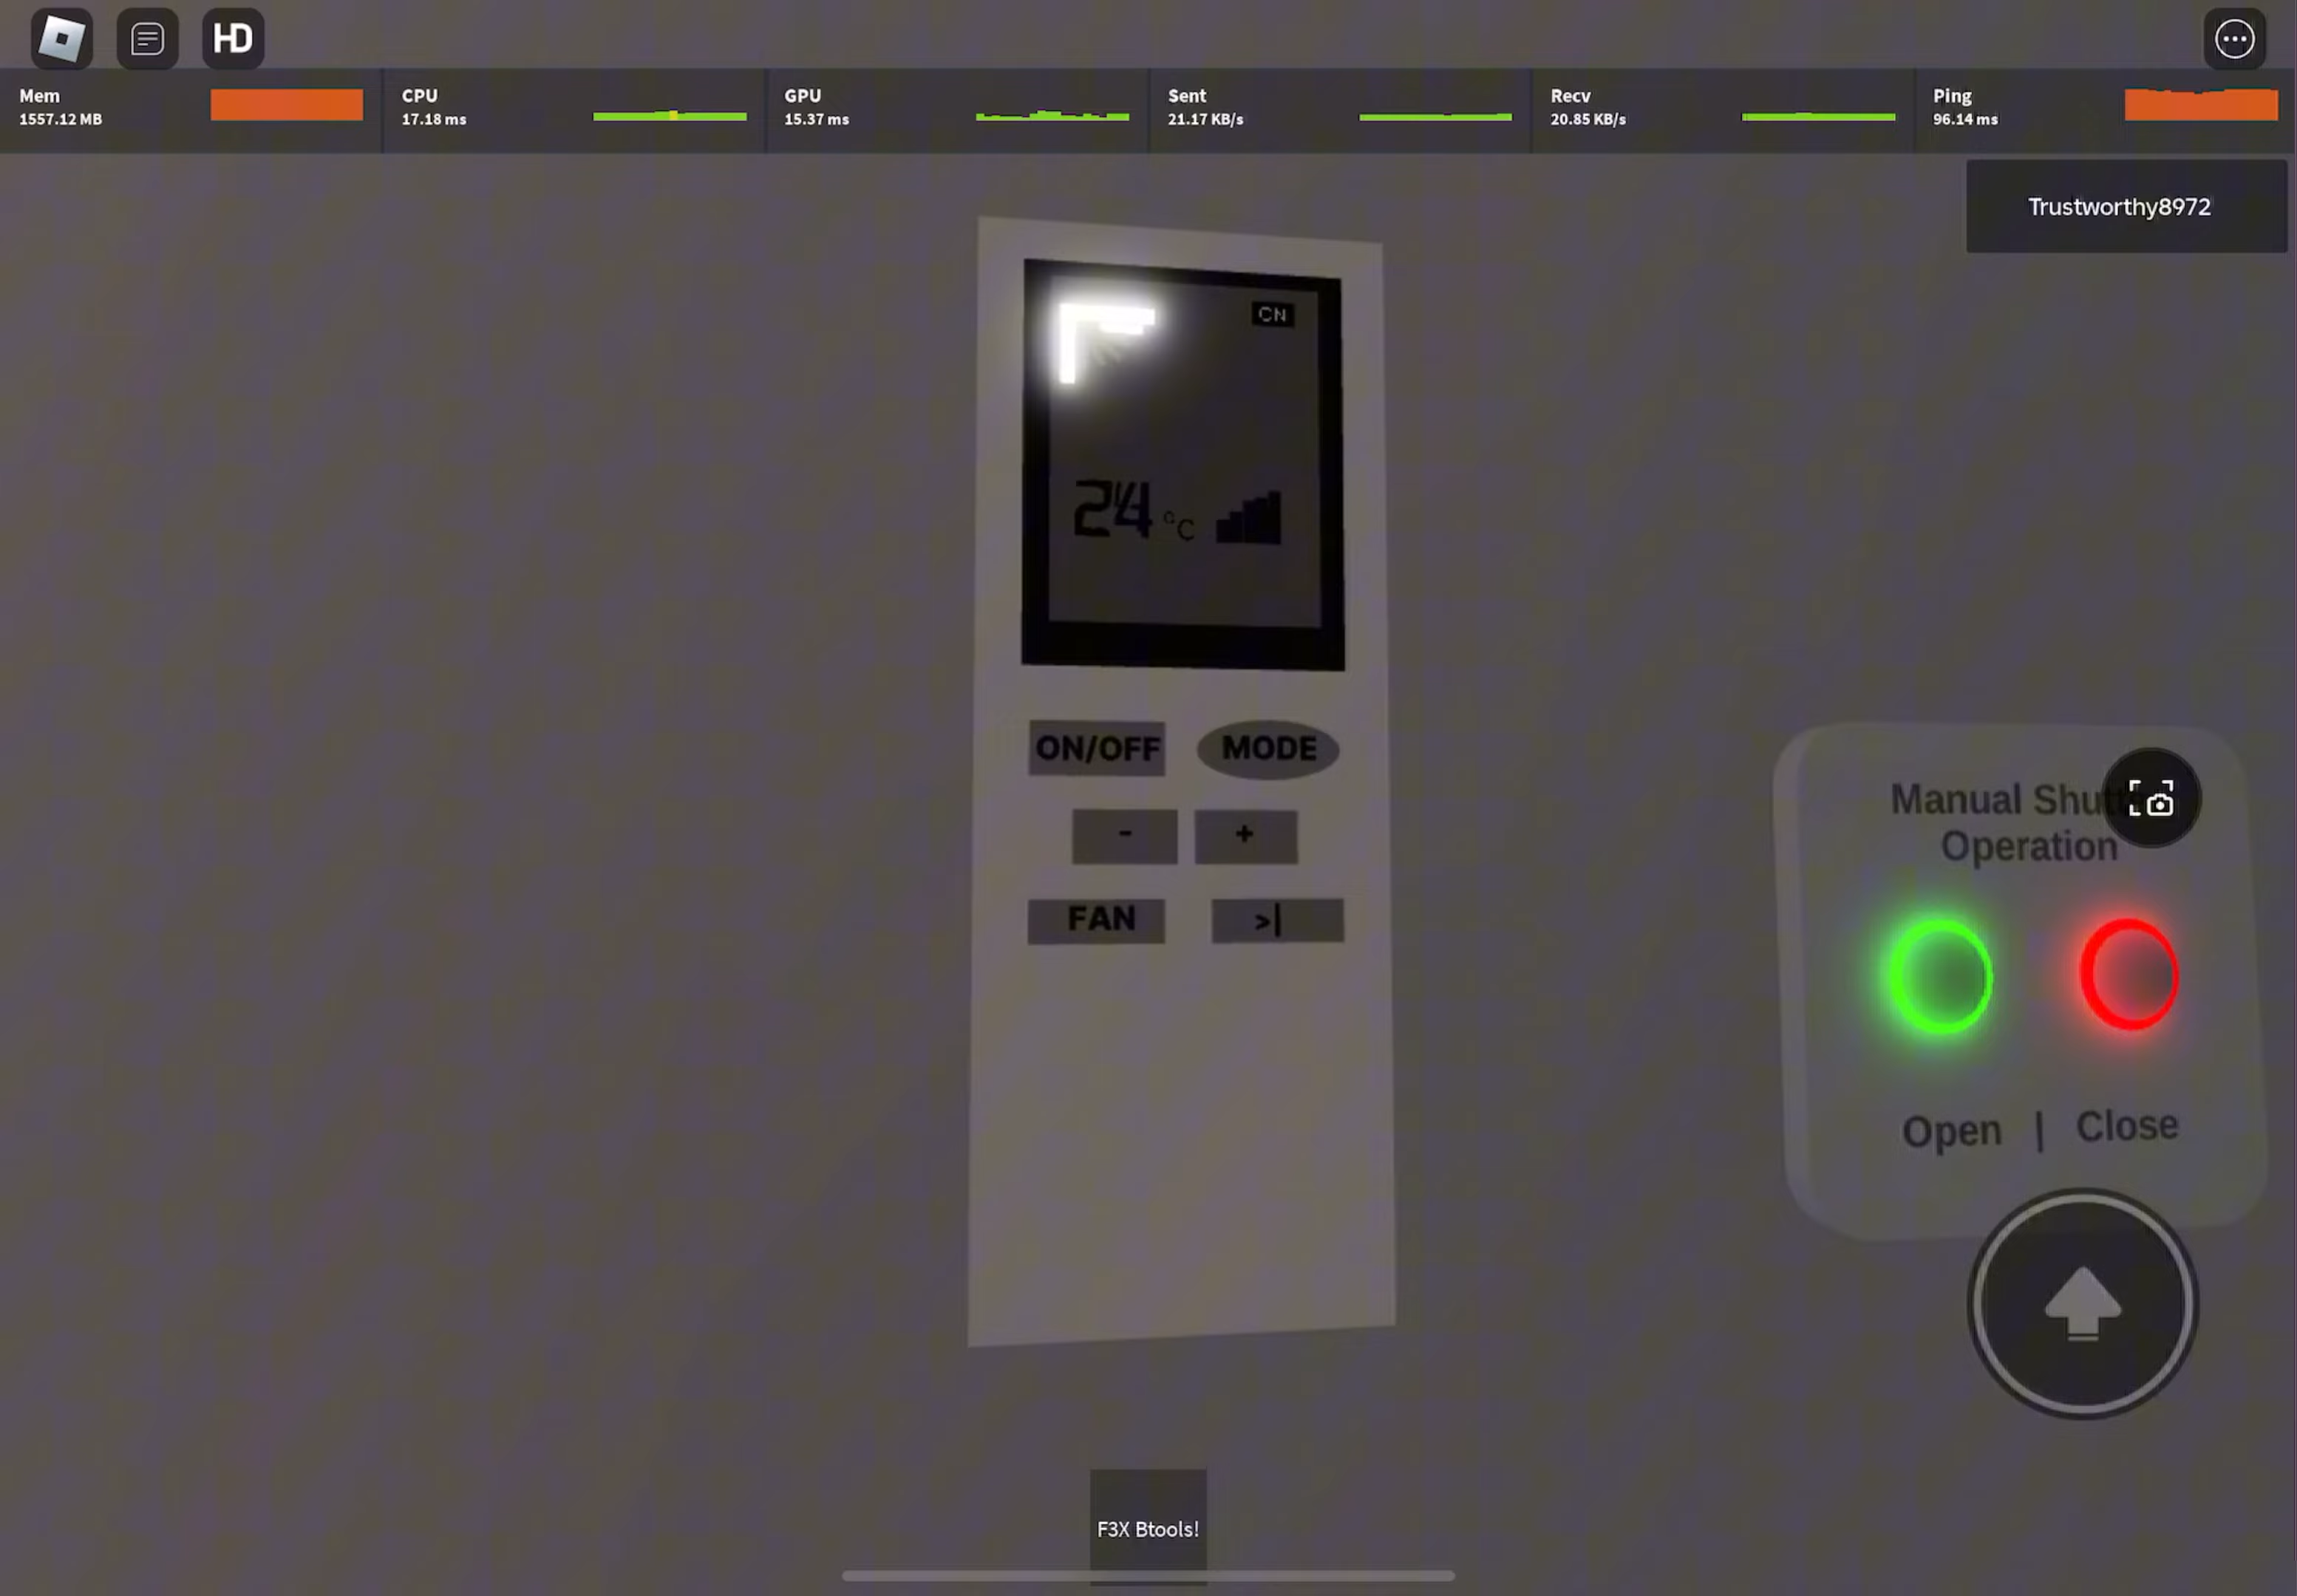 HD
Mem
1557.12 MB
CPU
17.18 ms
GPU
15.37 ms
Sent
21.17 KB/s
Recv
20.85 KB/s
Ping
96.14 ms
Trustworthy8972
CN
24 °C
ON/OFF MODE
- +
FAN >|
Manual
Operation
Open | Close
F3X Btools!